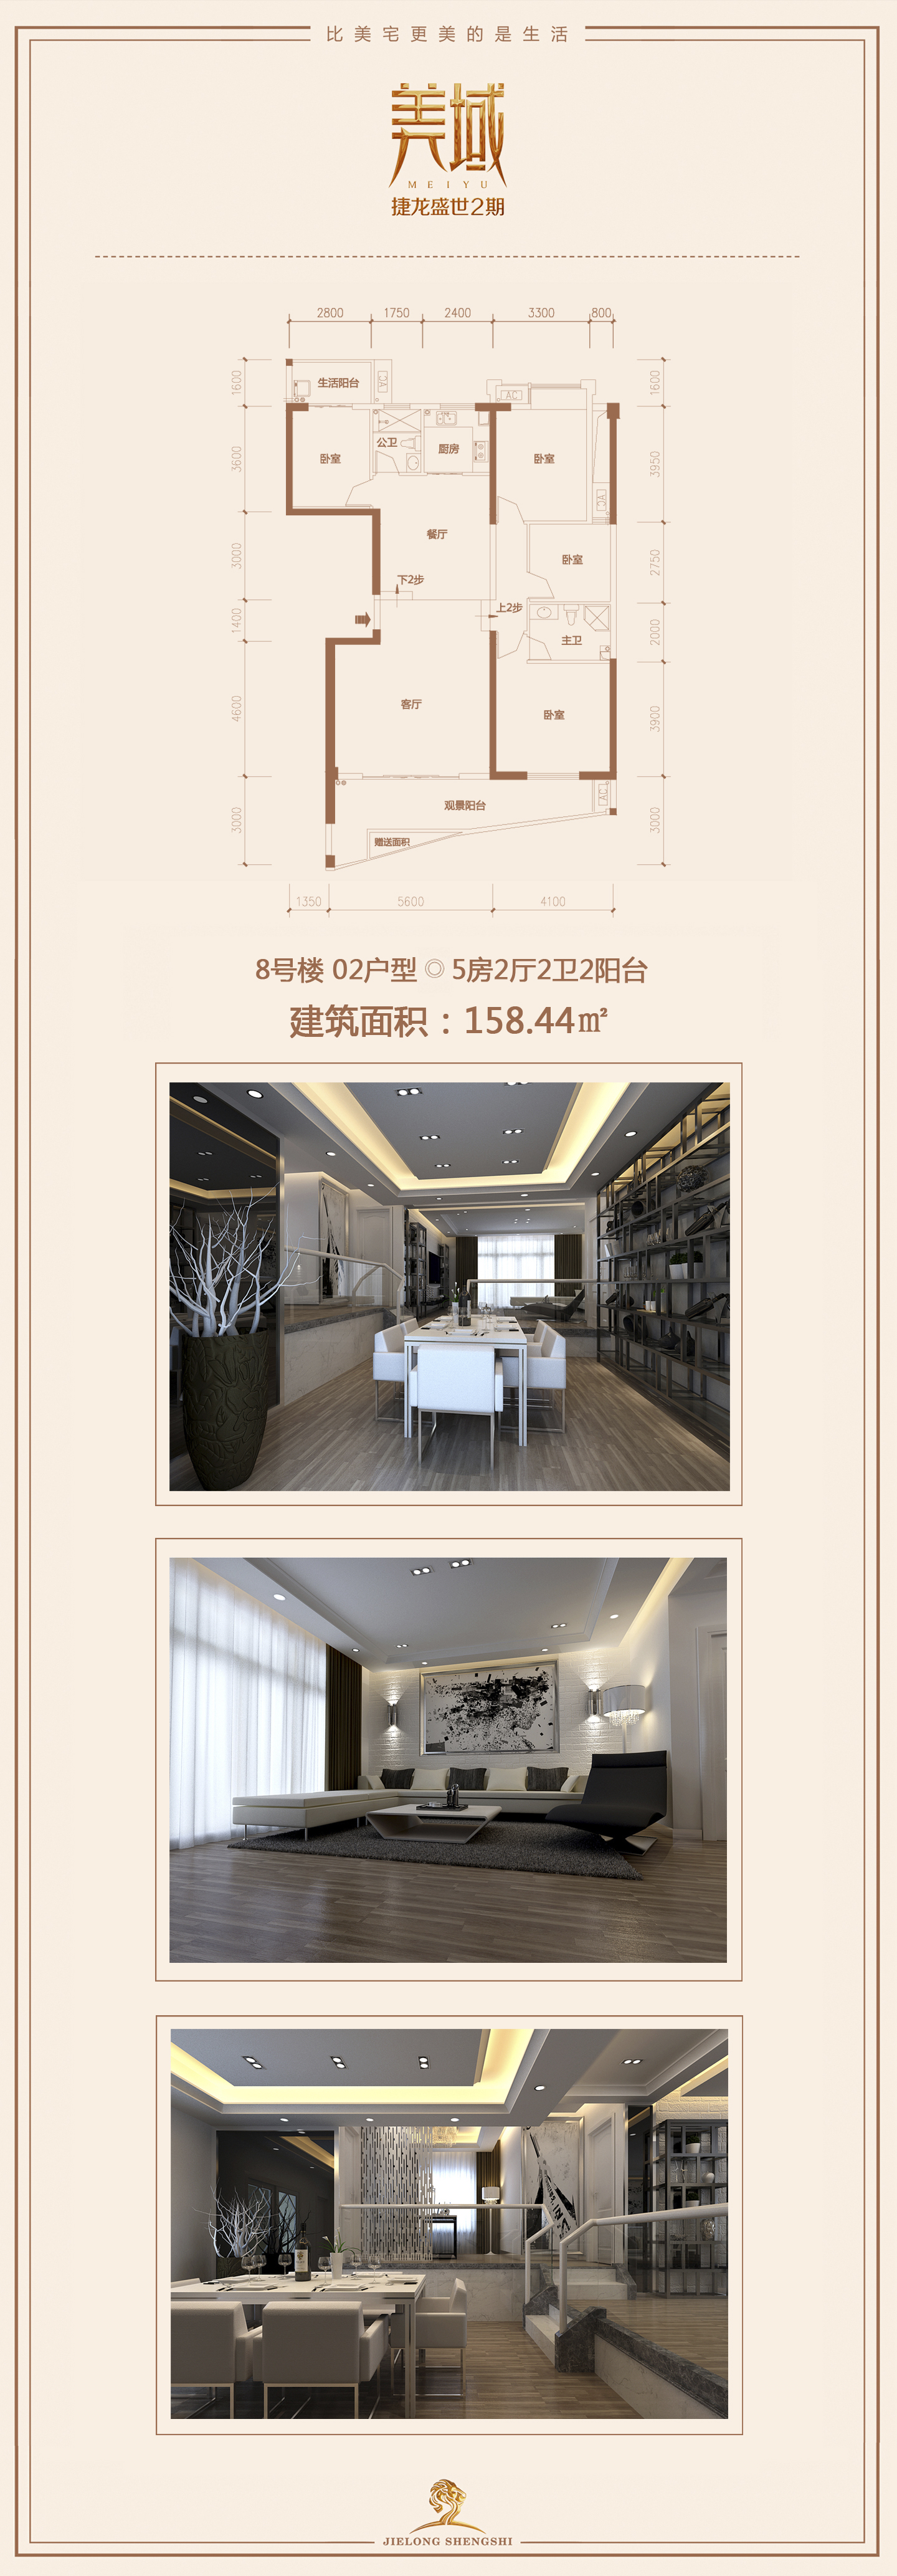 比美宅更美的是生活
美域
MEIYU
捷龙盛世2期
2800 1750 2400 3300 800
1600 生活阳台 AC AC 1600
3600 卧室 公卫 厨房 卧室 AC 3950
3000 餐厅 卧室 2750
下2步
1400 上2步 主卫 2000
4600 客厅 卧室 3900
3000 观景阳台 AC 3000
赠送面积
1350 5600 4100
8号楼 02户型 ◎ 5房2厅2卫2阳台
建筑面积：158.44㎡
JIELONG SHENGSHI